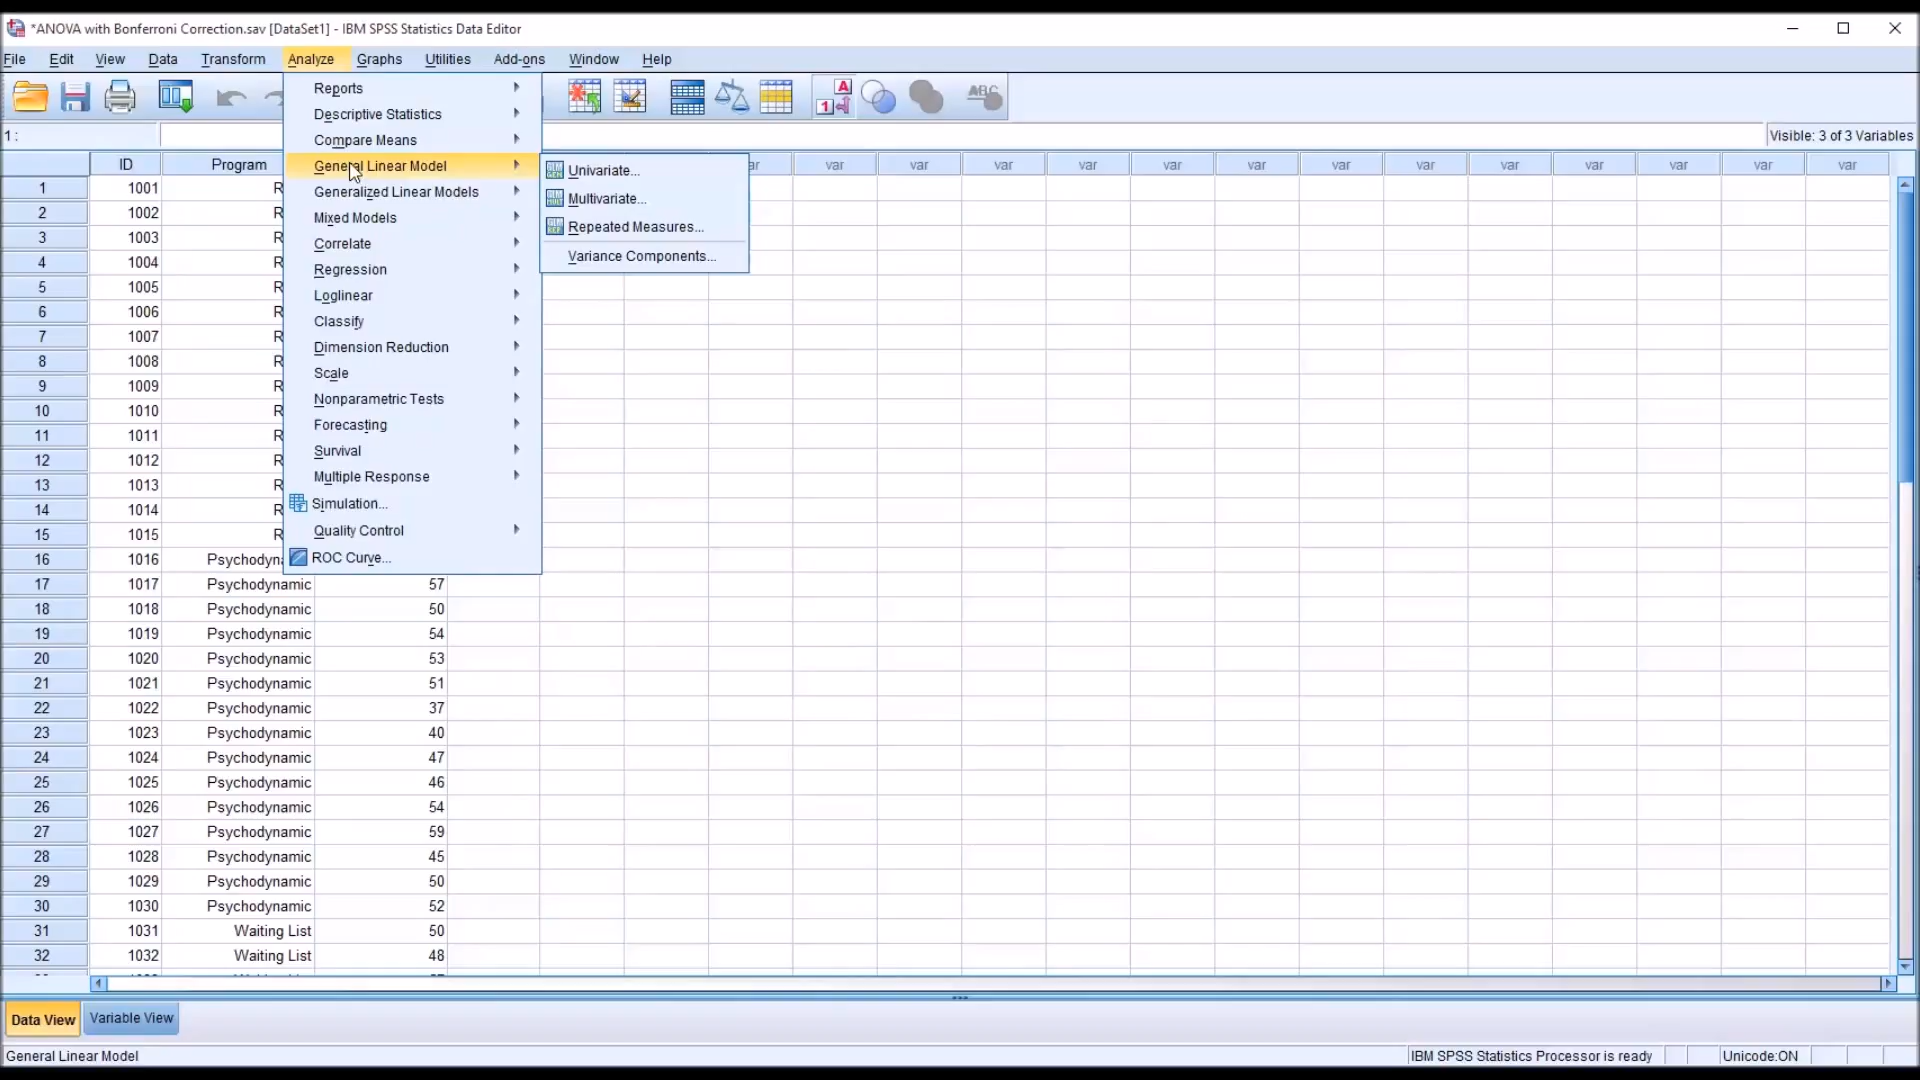 *ANOVA with Bonferroni Correction.sav [DataSet1] - IBM SPSS Statistics Data Editor
File Edit View Data Transform Analyze Graphs Utilities Add-ons Window Help
1 :
Visible: 3 of 3 Variables
ID Program var var var var var var var var var var var var var
Reports
Descriptive Statistics
Compare Means
General Linear Model
Generalized Linear Models
Mixed Models
Correlate
Regression
Loglinear
Classify
Dimension Reduction
Scale
Nonparametric Tests
Forecasting
Survival
Multiple Response
Simulation...
Quality Control
ROC Curve...
Univariate...
Multivariate...
Repeated Measures...
Variance Components...
1 1001 R
2 1002 R
3 1003 R
4 1004 R
5 1005 R
6 1006 R
7 1007 R
8 1008 R
9 1009 R
10 1010 R
11 1011 R
12 1012 R
13 1013 R
14 1014 R
15 1015 R
16 1016 Psychodyn
17 1017 Psychodynamic 57
18 1018 Psychodynamic 50
19 1019 Psychodynamic 54
20 1020 Psychodynamic 53
21 1021 Psychodynamic 51
22 1022 Psychodynamic 37
23 1023 Psychodynamic 40
24 1024 Psychodynamic 47
25 1025 Psychodynamic 46
26 1026 Psychodynamic 54
27 1027 Psychodynamic 59
28 1028 Psychodynamic 45
29 1029 Psychodynamic 50
30 1030 Psychodynamic 52
31 1031 Waiting List 50
32 1032 Waiting List 48
Data View Variable View
General Linear Model
IBM SPSS Statistics Processor is ready
Unicode:ON